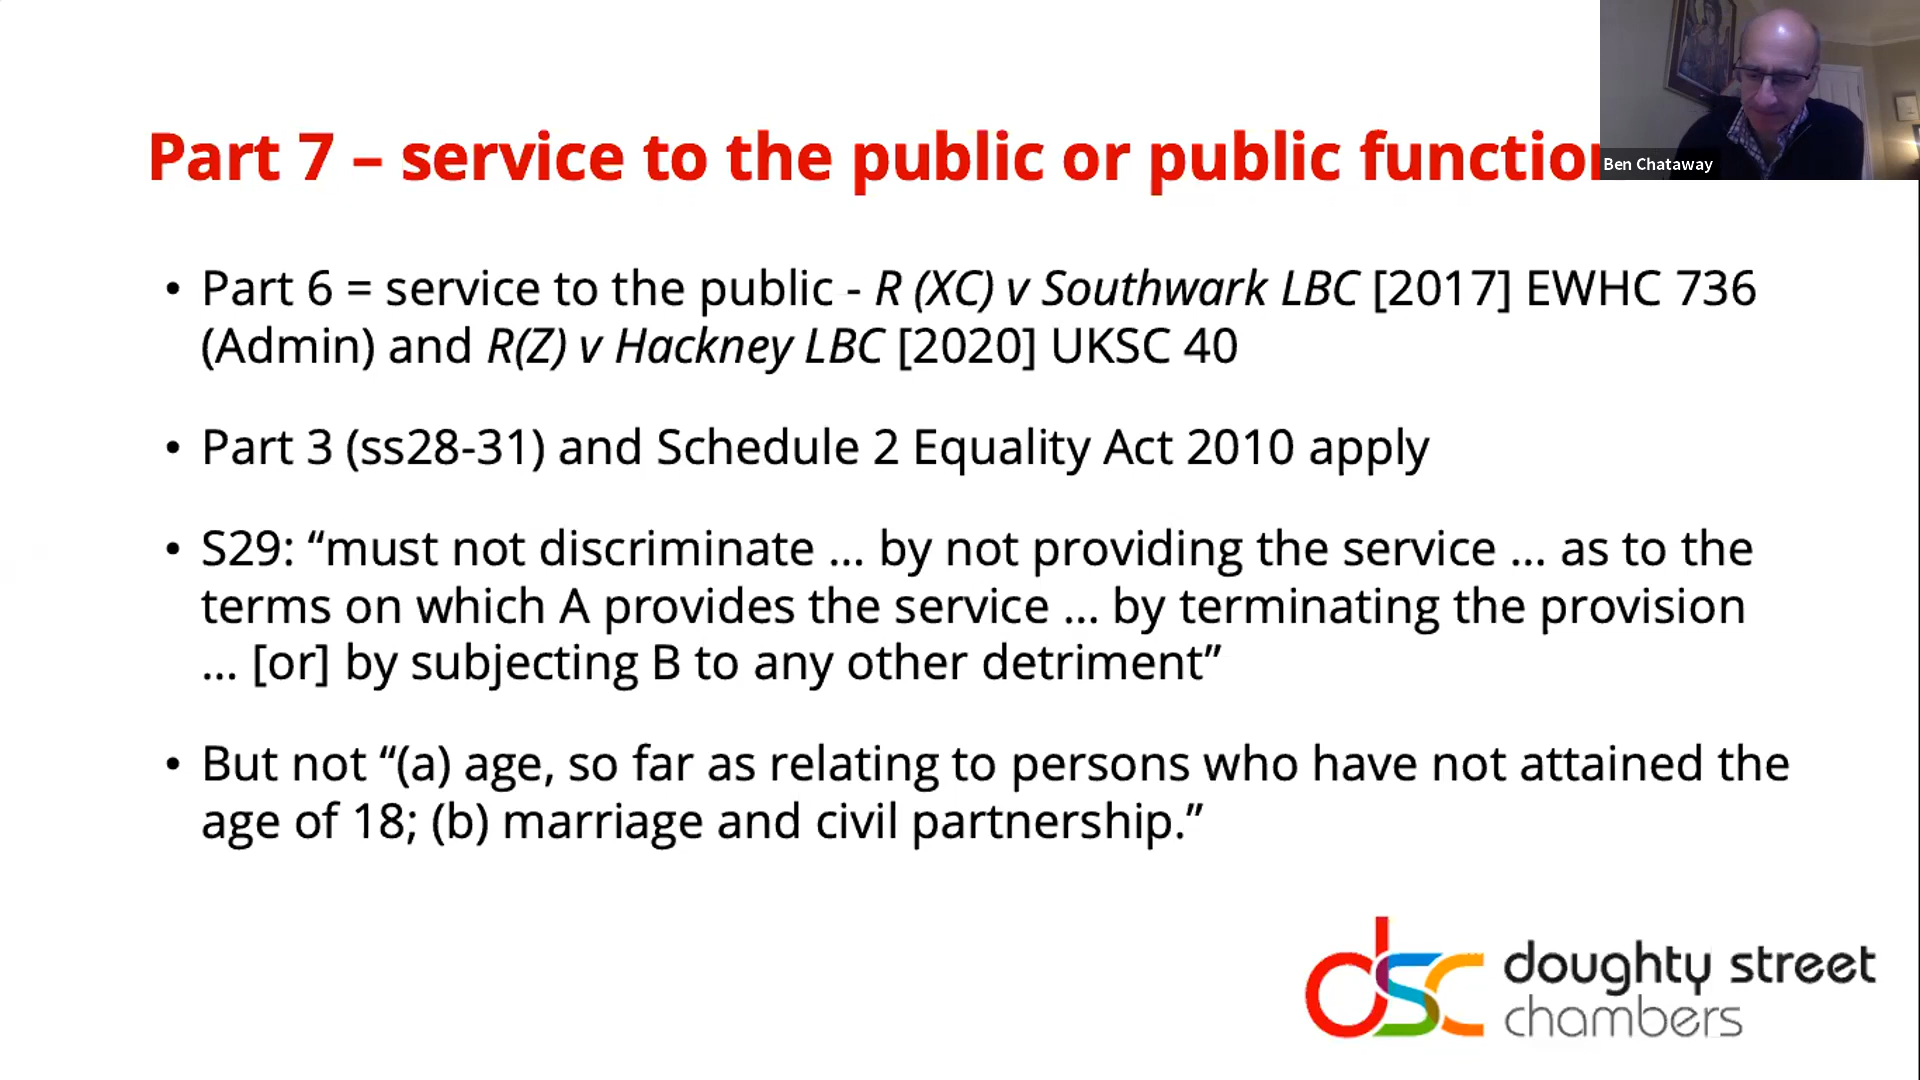 Part 7 – service to the public or public function
Ben Chataway
• Part 6 = service to the public - R (XC) v Southwark LBC [2017] EWHC 736
(Admin) and R(Z) v Hackney LBC [2020] UKSC 40
• Part 3 (ss28-31) and Schedule 2 Equality Act 2010 apply
• S29: “must not discriminate ... by not providing the service ... as to the
terms on which A provides the service ... by terminating the provision
... [or] by subjecting B to any other detriment”
• But not “(a) age, so far as relating to persons who have not attained the
age of 18; (b) marriage and civil partnership.”
dsc doughty street
chambers